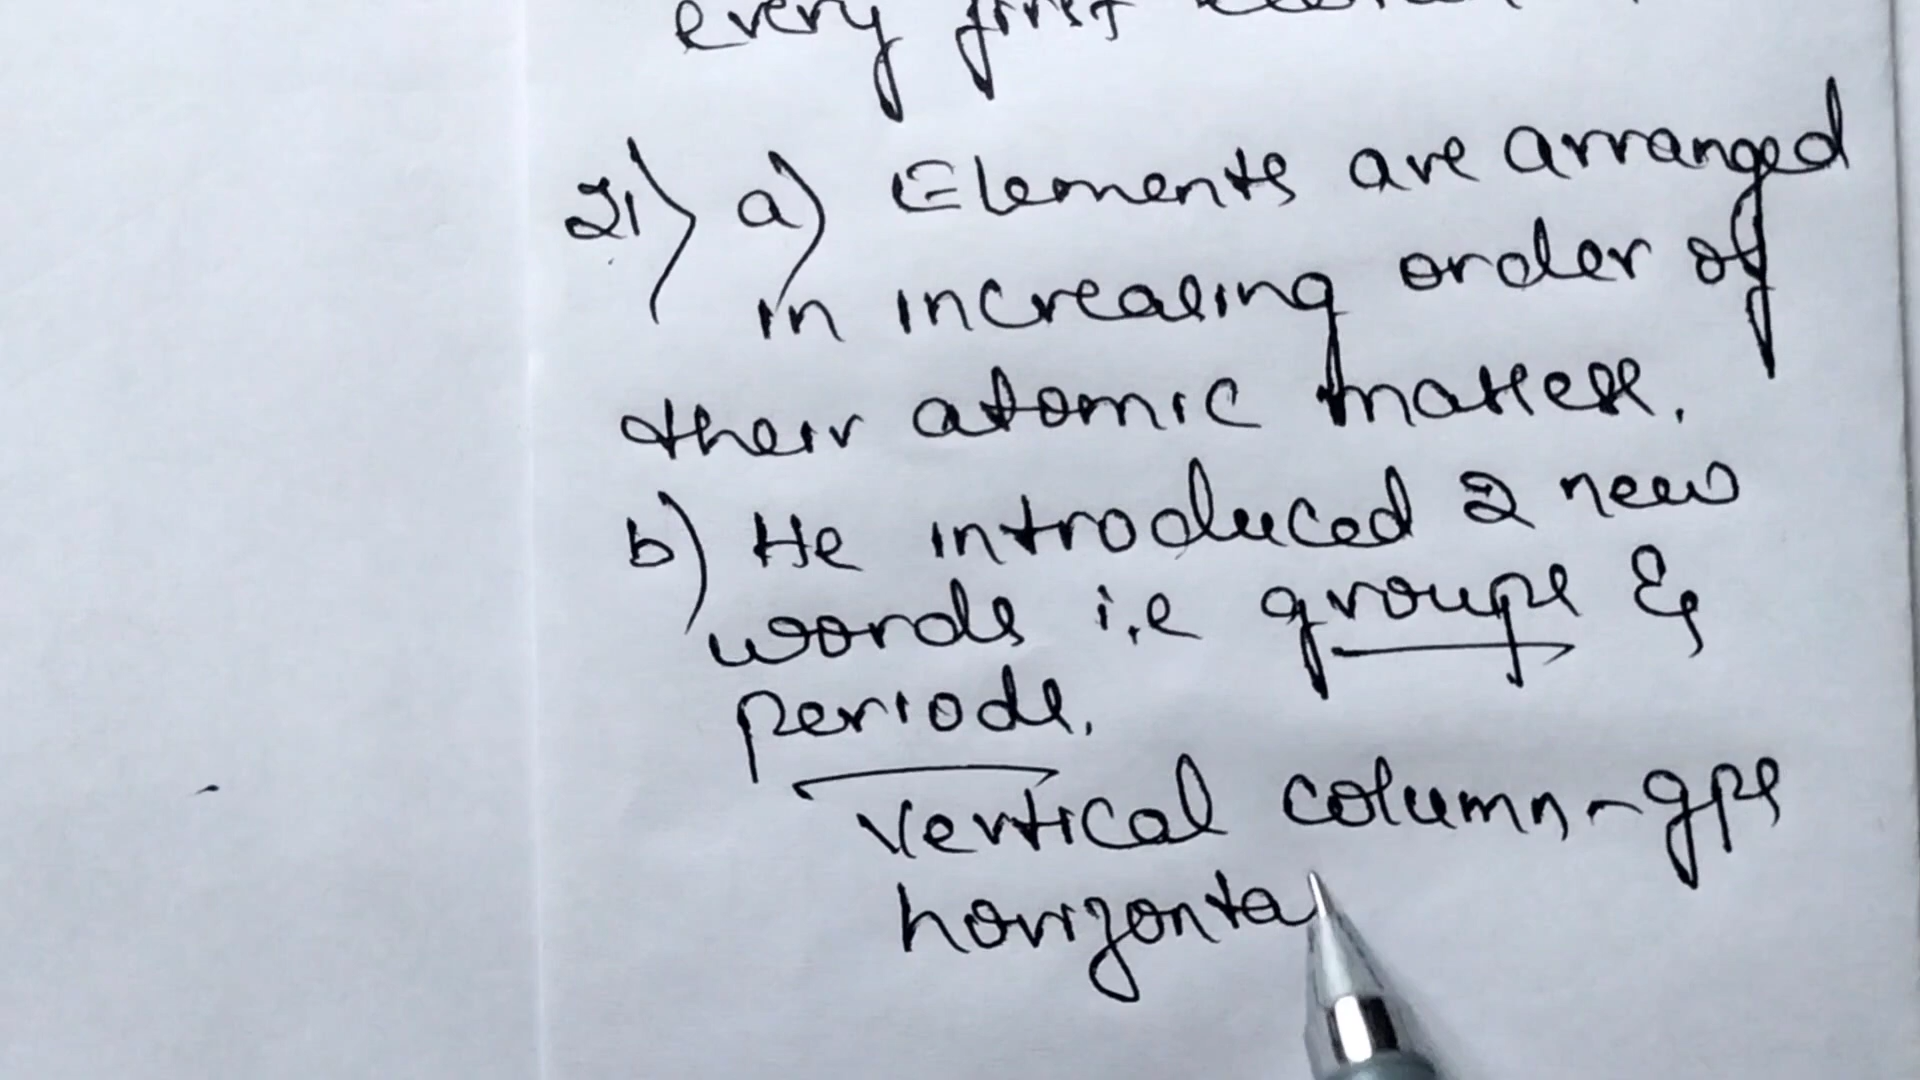 every first
21) a) Elements are arranged
in increasing order of
their atomic masses.
b) He introduced 2 new
words i.e groups &
periods.
vertical column - gps
horizonta